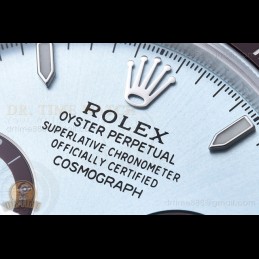 ROLEX
OYSTER PERPETUAL
SUPERLATIVE CHRONOMETER
OFFICIALLY CERTIFIED
COSMOGRAPH